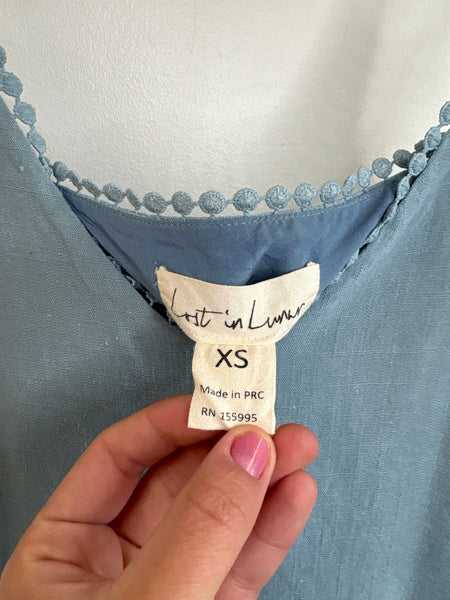 Lost in Lunar
XS
Made in PRC
RN 155995